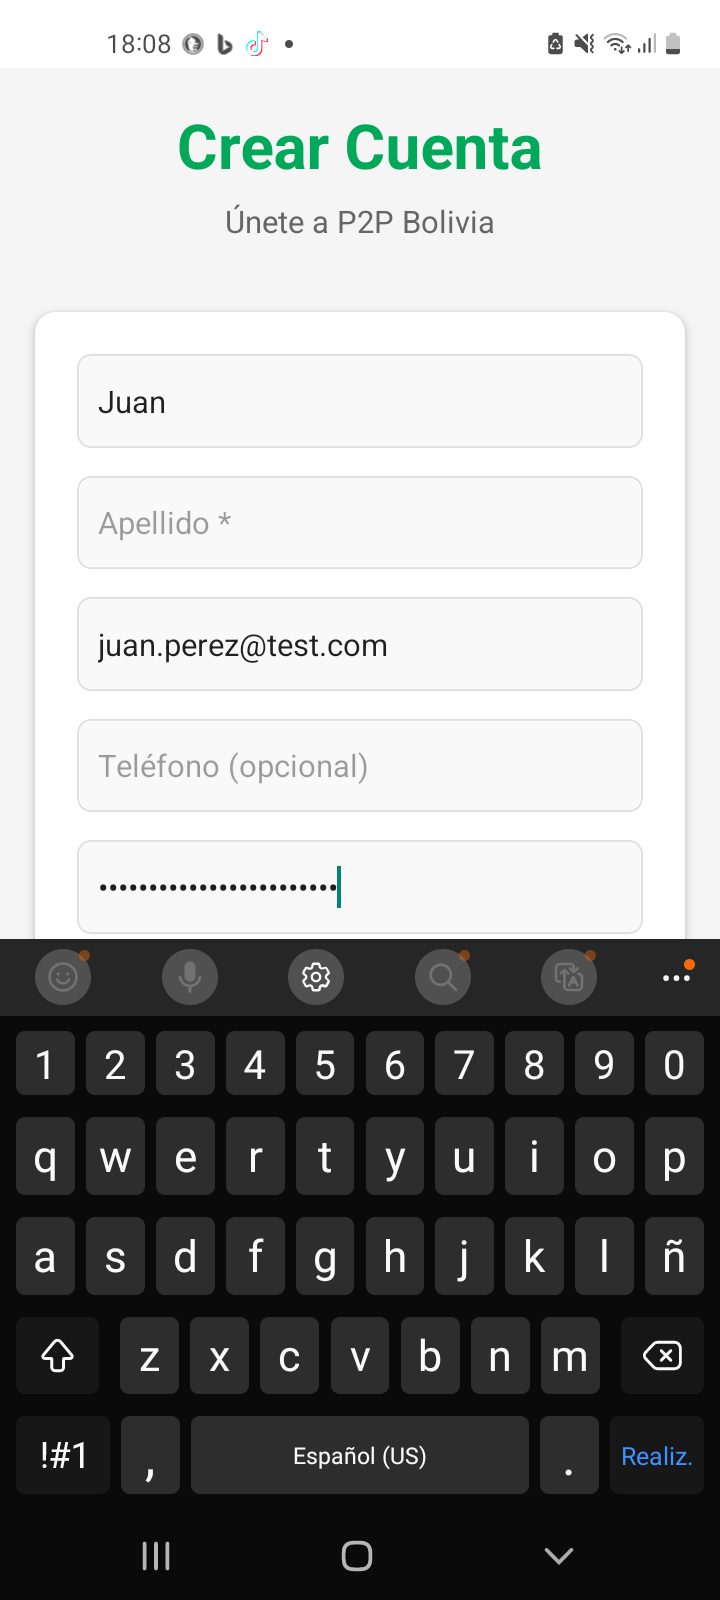 18:08
Crear Cuenta
Únete a P2P Bolivia
Juan
Apellido *
juan.perez@test.com
Teléfono (opcional)
••••••••••••••••••••••••
1 2 3 4 5 6 7 8 9 0
q w e r t y u i o p
a s d f g h j k l ñ
z x c v b n m
!#1 , Español (US) . Realiz.